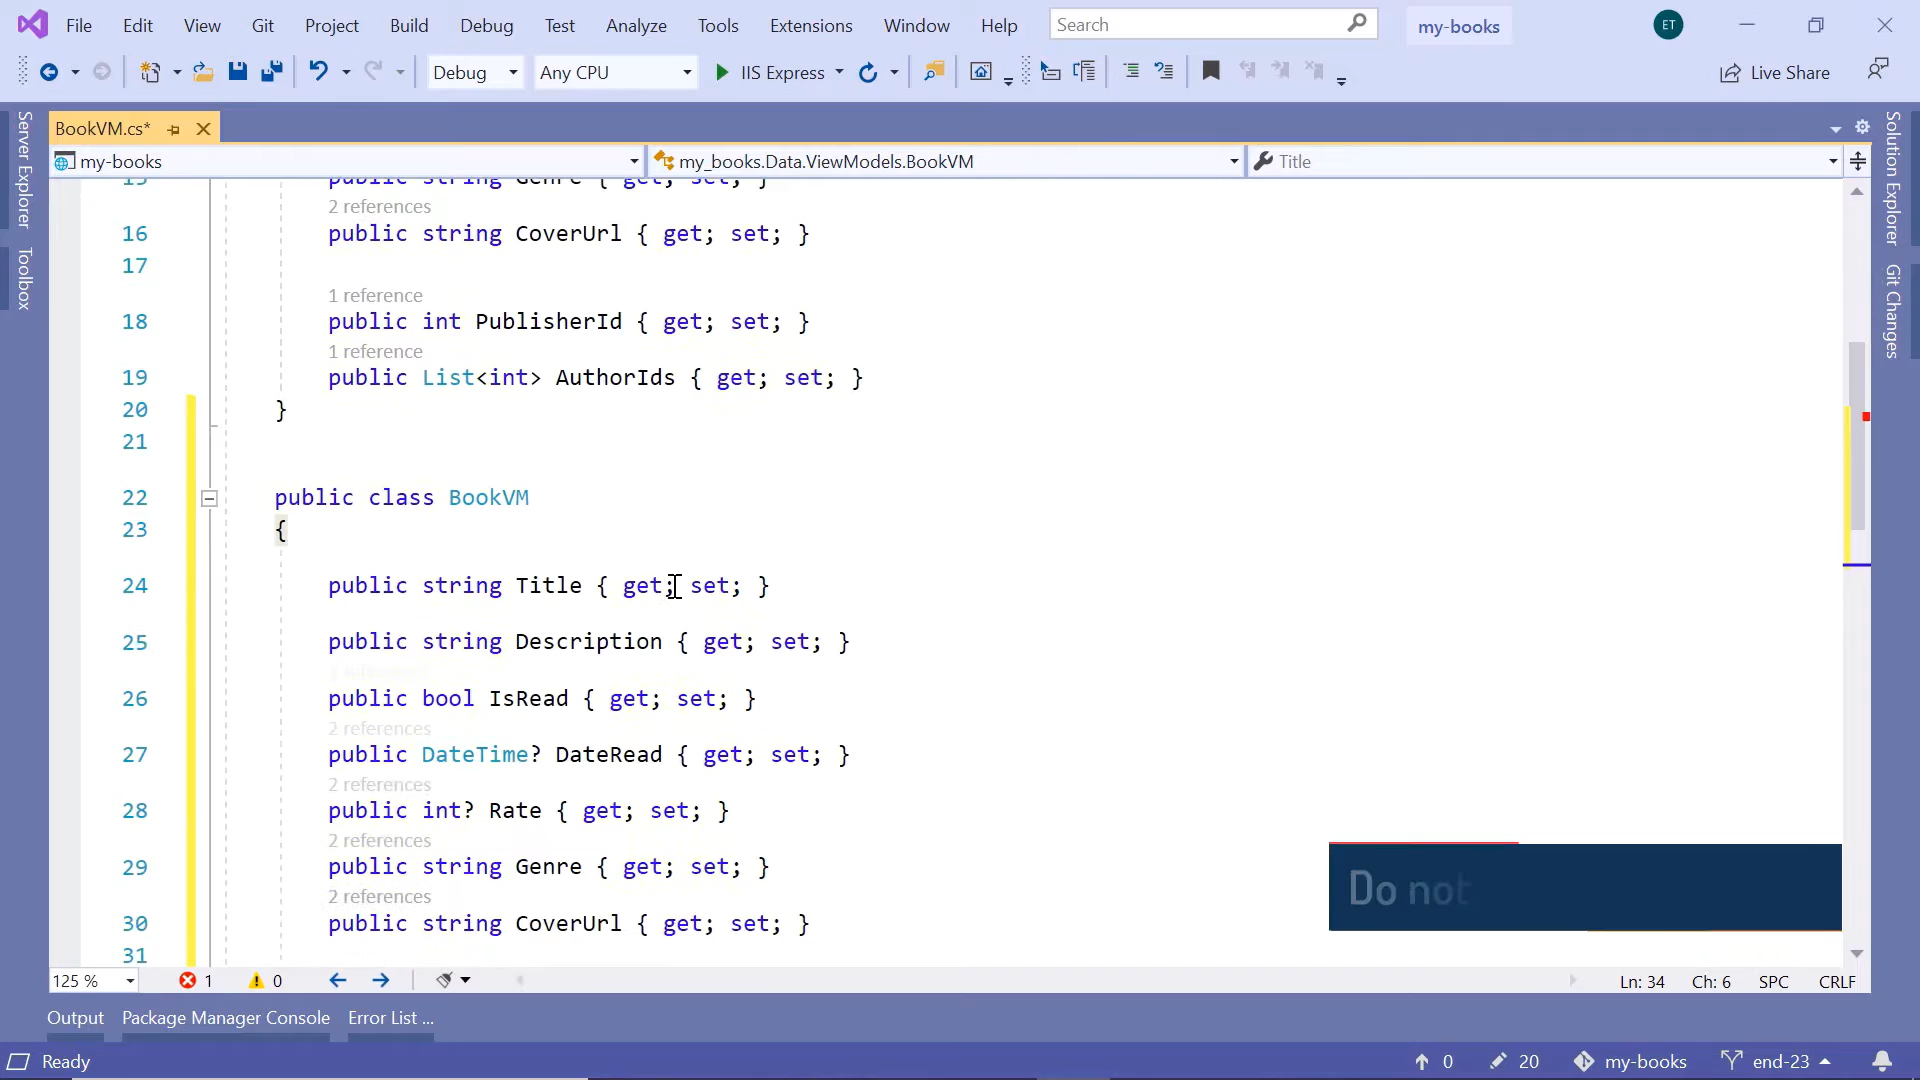 File Edit View Git Project Build Debug Test Analyze Tools Extensions Window Help Search my-books ET
Debug Any CPU IIS Express Live Share
BookVM.cs*
my-books my_books.Data.ViewModels.BookVM Title
Server Explorer
Toolbox
Solution Explorer
Git Changes
15 public string Genre { get; set; }
2 references
16 public string CoverUrl { get; set; }
17
1 reference
18 public int PublisherId { get; set; }
1 reference
19 public List<int> AuthorIds { get; set; }
20 }
21
22 public class BookVM
23 {
24 public string Title { get; set; }
25 public string Description { get; set; }
26 public bool IsRead { get; set; }
2 references
27 public DateTime? DateRead { get; set; }
2 references
28 public int? Rate { get; set; }
2 references
29 public string Genre { get; set; }
2 references
30 public string CoverUrl { get; set; }
31
Do not
125 % 1 0 Ln: 34 Ch: 6 SPC CRLF
Output Package Manager Console Error List ...
Ready 0 20 my-books end-23